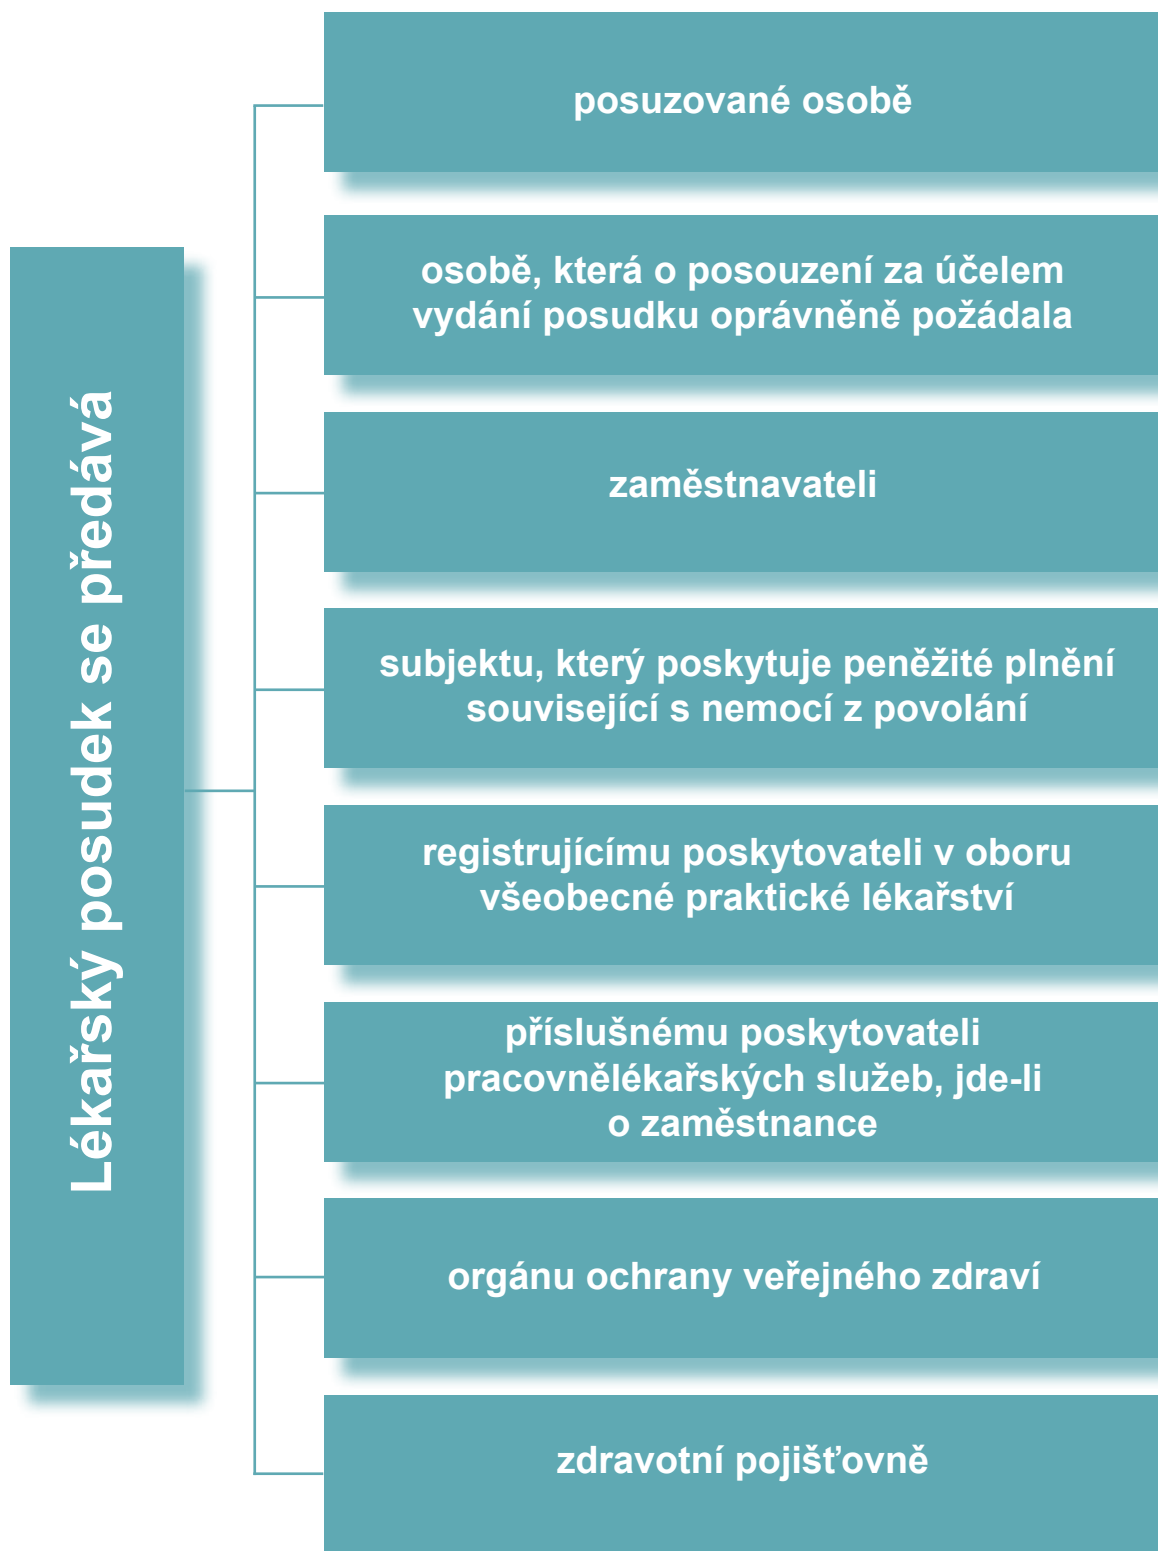 Lékařský posudek se předává
posuzované osobě
osobě, která o posouzení za účelem
vydání posudku oprávněně požádala
zaměstnavateli
subjektu, který poskytuje peněžité plnění
související s nemocí z povolání
registrujícímu poskytovateli v oboru
všeobecné praktické lékařství
příslušnému poskytovateli
pracovnělékařských služeb, jde-li
o zaměstnance
orgánu ochrany veřejného zdraví
zdravotní pojišťovně